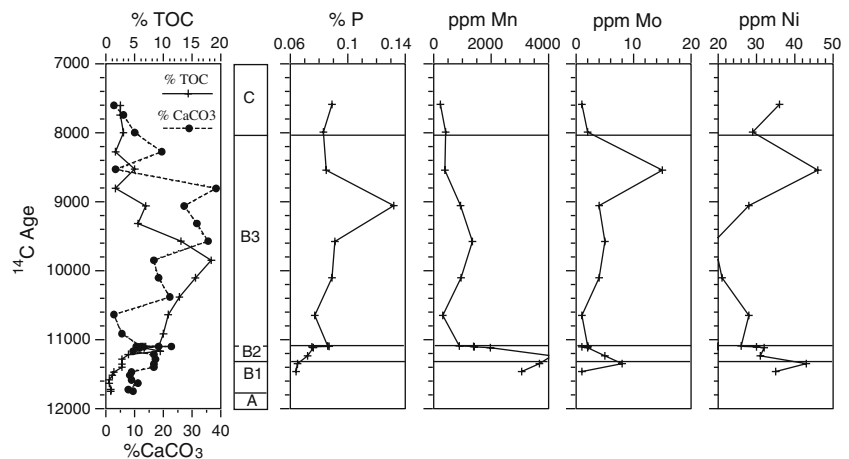 % TOC % P ppm Mn ppm Mo ppm Ni
0 5 10 15 20 0.06 0.1 0.14 0 2000 4000 0 10 20 20 30 40 50
7000
% TOC
% CaCO3
C
8000
9000
B3
¹⁴C Age
10000
11000
B2
B1
A
12000
0 10 20 30 40
%CaCO₃